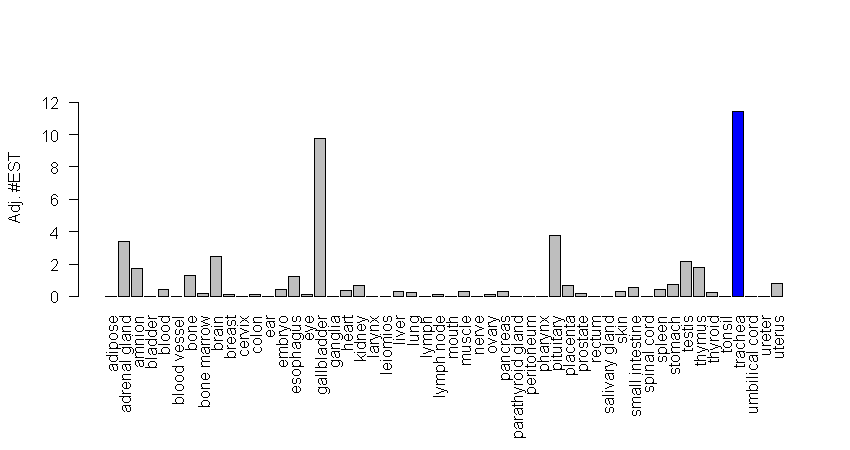 Adj. #EST
12
10
8
6
4
2
0
adipose
adrenal gland
amnion
bladder
blood
blood vessel
bone
bone marrow
brain
breast
cervix
colon
ear
embryo
esophagus
eye
gallbladder
ganglia
heart
kidney
larynx
leiomios
liver
lung
lymph
lymph node
mouth
muscle
nerve
ovary
pancreas
parathyroid gland
peritoneum
pharynx
pituitary
placenta
prostate
rectum
salivary gland
skin
small intestine
spinal cord
spleen
stomach
testis
thymus
thyroid
tonsil
trachea
umbilical cord
ureter
uterus